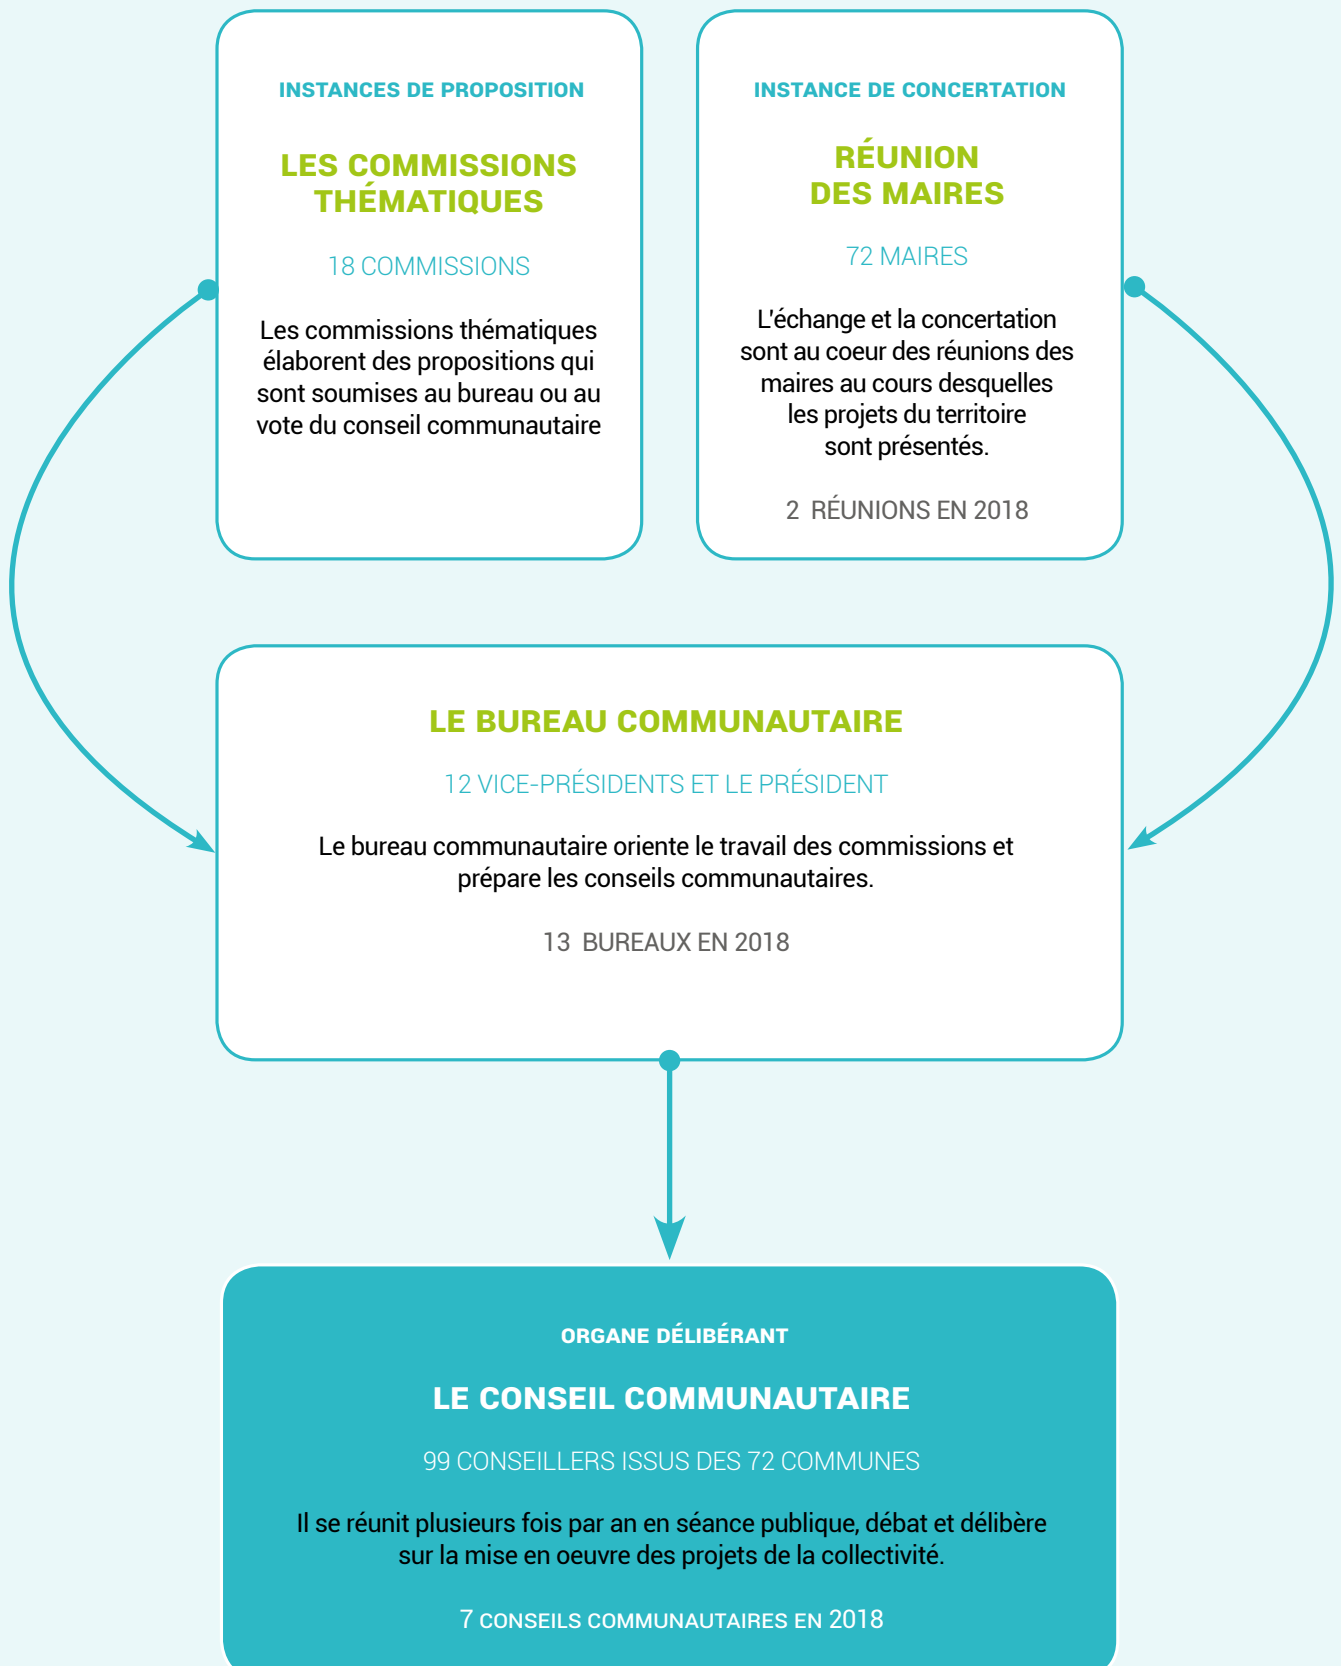 INSTANCES DE PROPOSITION
LES COMMISSIONS
THÉMATIQUES
18 COMMISSIONS
Les commissions thématiques
élaborent des propositions qui
sont soumises au bureau ou au
vote du conseil communautaire
INSTANCE DE CONCERTATION
RÉUNION
DES MAIRES
72 MAIRES
L'échange et la concertation
sont au coeur des réunions des
maires au cours desquelles
les projets du territoire
sont présentés.
2 RÉUNIONS EN 2018
LE BUREAU COMMUNAUTAIRE
12 VICE-PRÉSIDENTS ET LE PRÉSIDENT
Le bureau communautaire oriente le travail des commissions et
prépare les conseils communautaires.
13 BUREAUX EN 2018
ORGANE DÉLIBÉRANT
LE CONSEIL COMMUNAUTAIRE
99 CONSEILLERS ISSUS DES 72 COMMUNES
Il se réunit plusieurs fois par an en séance publique, débat et délibère
sur la mise en oeuvre des projets de la collectivité.
7 CONSEILS COMMUNAUTAIRES EN 2018